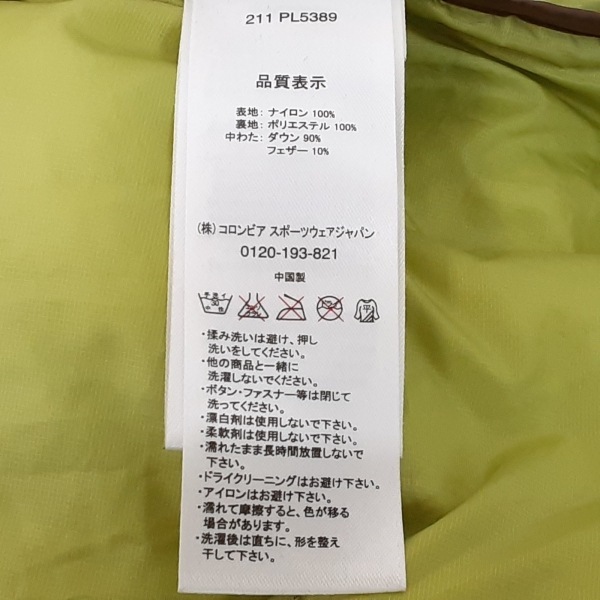 211 PL5389
品質表示
表地: ナイロン 100%
裏地: ポリエステル 100%
中わた: ダウン 90%
フェザー 10%
(株) コロンビア スポーツウェアジャパン
0120-193-821
中国製
手洗イ
30
中性
平
・揉み洗いは避け、押し
洗いをしてください。
・他の商品と一緒に
洗濯しないでください。
・ボタン・ファスナー等は閉じて
洗ってください。
・漂白剤は使用しないで下さい。
・柔軟剤は使用しないで下さい。
・濡れたまま長時間放置しないで
下さい。
・ドライクリーニングはお避け下さい。
・アイロンはお避け下さい。
・濡れて摩擦すると、色が移る
場合があります。
・洗濯後は直ちに、形を整え
干して下さい。